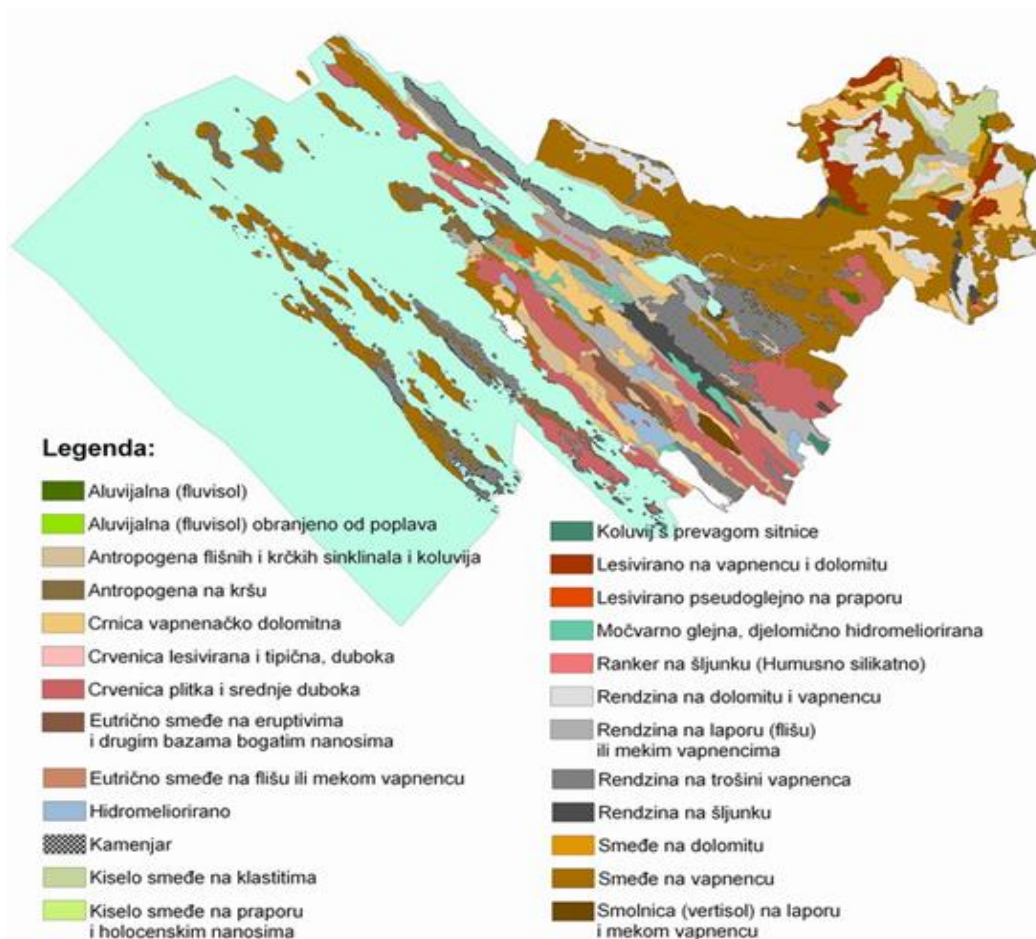 Legenda:
Aluvijalna (fluvisol)
Aluvijalna (fluvisol) obranjeno od poplava
Antropogena flišnih i krčkih sinklinala i koluvija
Antropogena na kršu
Crnica vapnenačko dolomitna
Crvenica lesivirana i tipična, duboka
Crvenica plitka i srednje duboka
Eutrično smeđe na eruptivima
i drugim bazama bogatim nanosima
Eutrično smeđe na flišu ili mekom vapnencu
Hidromeliorirano
Kamenjar
Kiselo smeđe na klastitima
Kiselo smeđe na praporu
i holocenskim nanosima
Koluvij s prevagom sitnice
Lesivirano na vapnencu i dolomitu
Lesivirano pseudoglejno na praporu
Močvarno glejna, djelomično hidromeliorirana
Ranker na šljunku (Humusno silikatno)
Rendzina na dolomitu i vapnencu
Rendzina na laporu (flišu)
ili mekim vapnencima
Rendzina na trošini vapnenca
Rendzina na šljunku
Smeđe na dolomitu
Smeđe na vapnencu
Smolnica (vertisol) na laporu
i mekom vapnencu